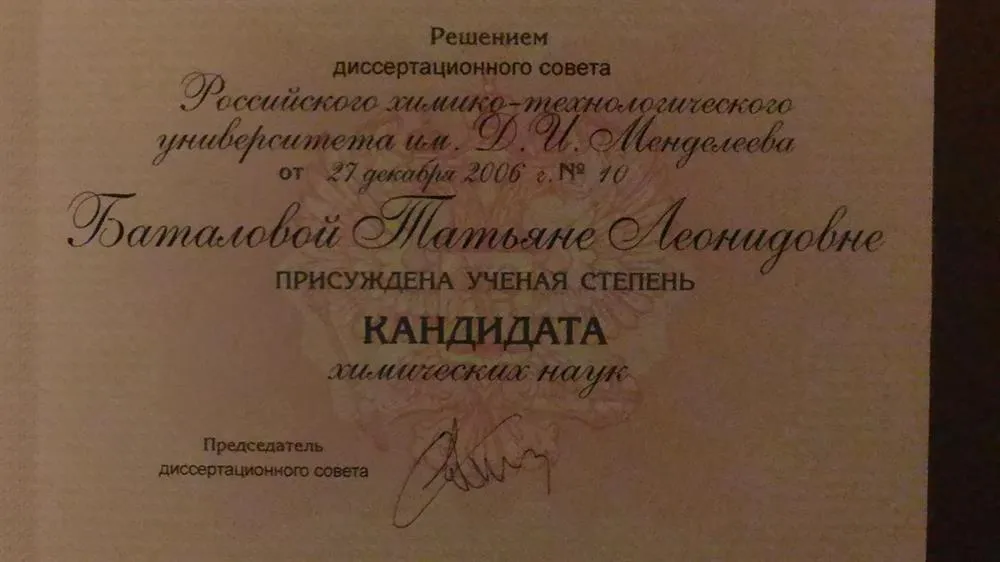 Решением
диссертационного совета
Российского химико-технологического
университета им. Д.И. Менделеева
от 27 декабря 2006 г. № 10
Баталовой Татьяне Леонидовне
ПРИСУЖДЕНА УЧЕНАЯ СТЕПЕНЬ
КАНДИДАТА
химических наук
Председатель
диссертационного совета